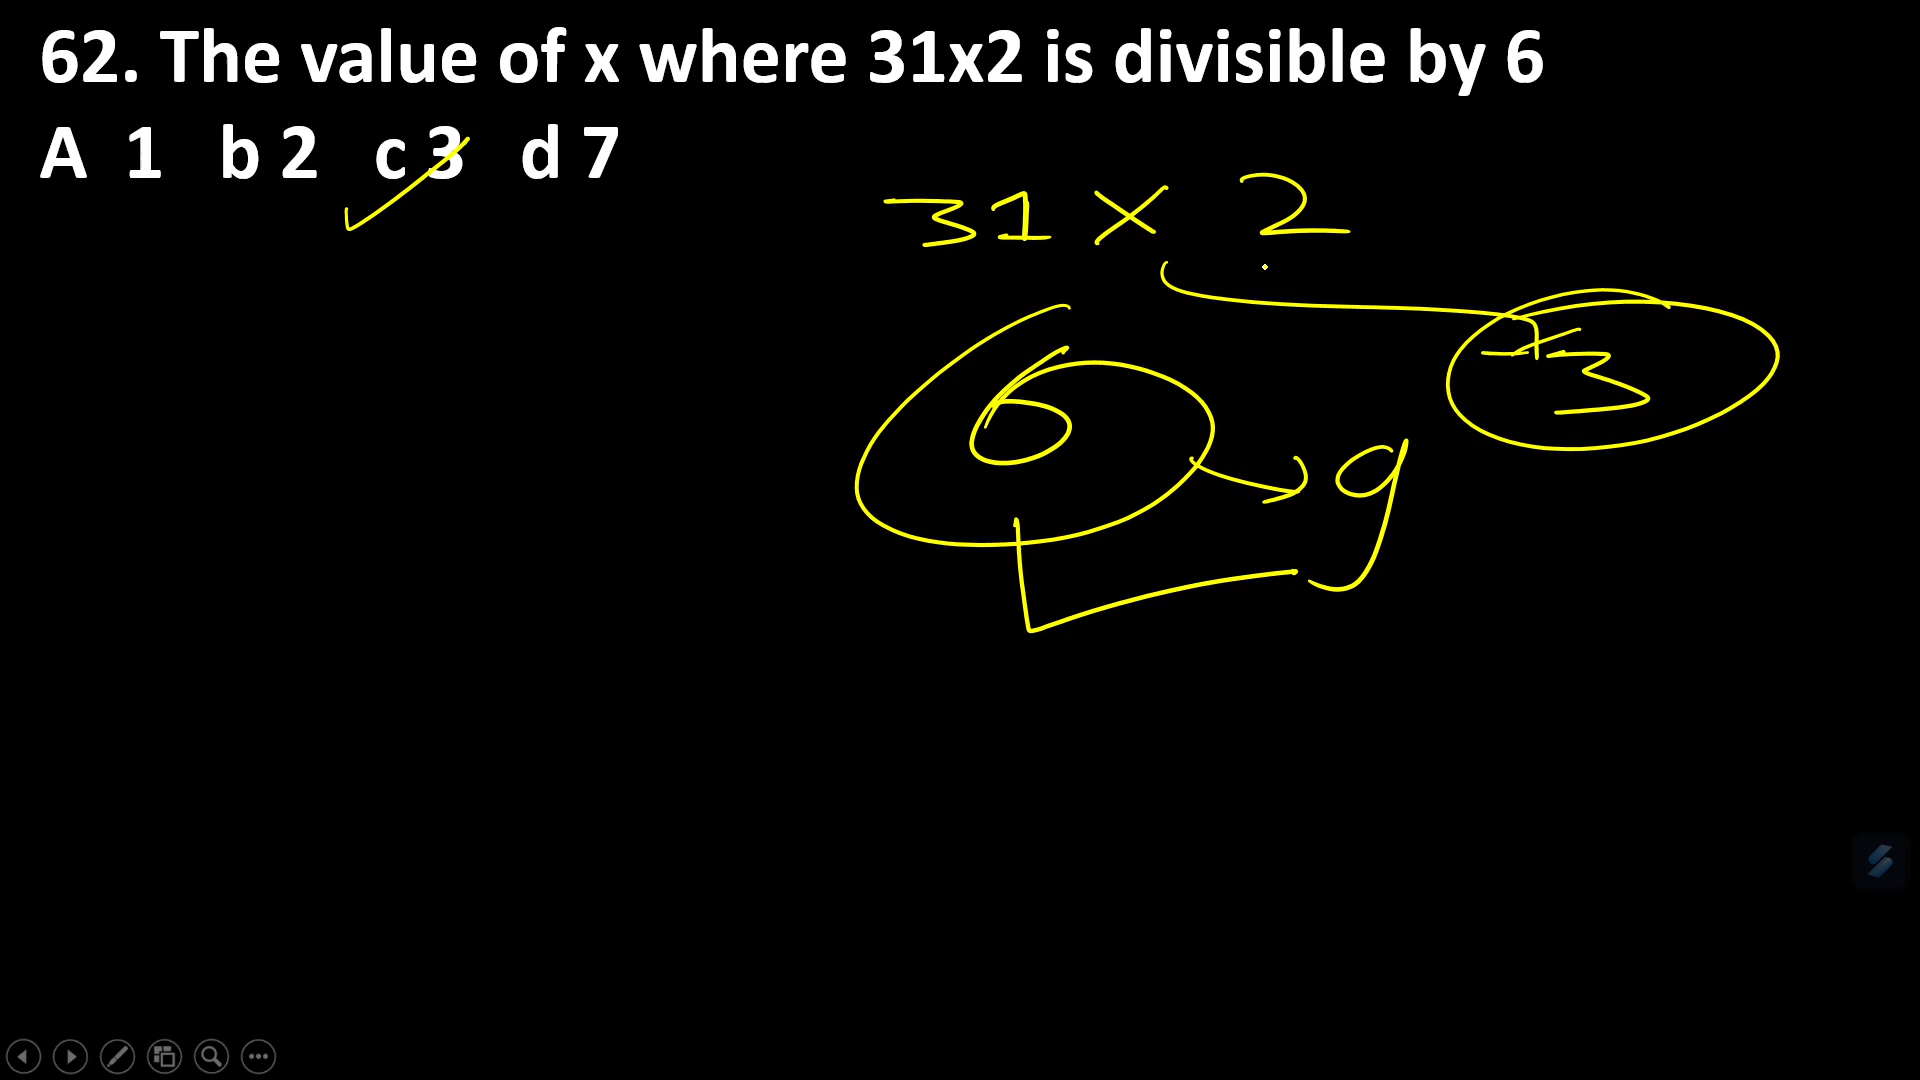 62. The value of x where 31x2 is divisible by 6
A 1 b 2 c 3 d 7
31 x 2
+3
6
9